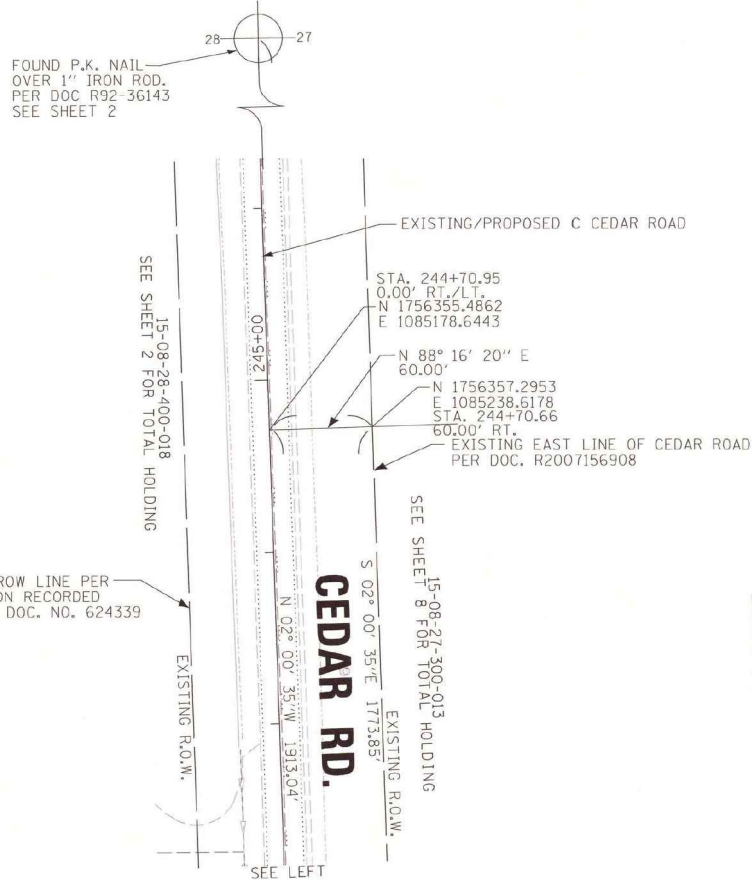 28
27
FOUND P.K. NAIL
OVER 1" IRON ROD.
PER DOC R92-36143
SEE SHEET 2
EXISTING/PROPOSED C CEDAR ROAD
STA. 244+70.95
0.00' RT./LT.
N 1756355.4862
E 1085178.6443
N 88° 16' 20" E
60.00'
N 1756357.2953
E 1085238.6178
STA. 244+70.66
60.00' RT.
EXISTING EAST LINE OF CEDAR ROAD
PER DOC. R2007156908
245+00
15-08-28-400-018
SEE SHEET 2 FOR TOTAL HOLDING
ROW LINE PER
ON RECORDED
DOC. NO. 624339
EXISTING R.O.W.
N 02° 00' 35"W 1913.04'
CEDAR RD.
S 02° 00' 35"E 1773.85'
EXISTING R.O.W.
15-08-27-300-013
SEE SHEET 8 FOR TOTAL HOLDING
SEE LEFT